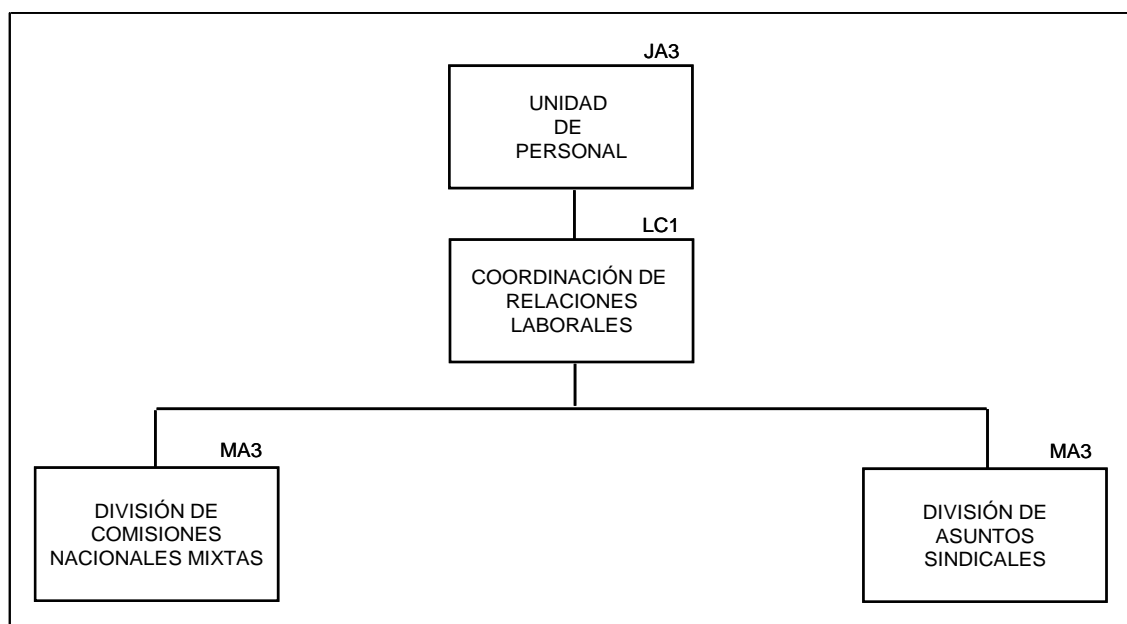 JA3
UNIDAD
DE
PERSONAL
LC1
COORDINACIÓN DE
RELACIONES
LABORALES
MA3
DIVISIÓN DE
COMISIONES
NACIONALES MIXTAS
MA3
DIVISIÓN DE
ASUNTOS
SINDICALES